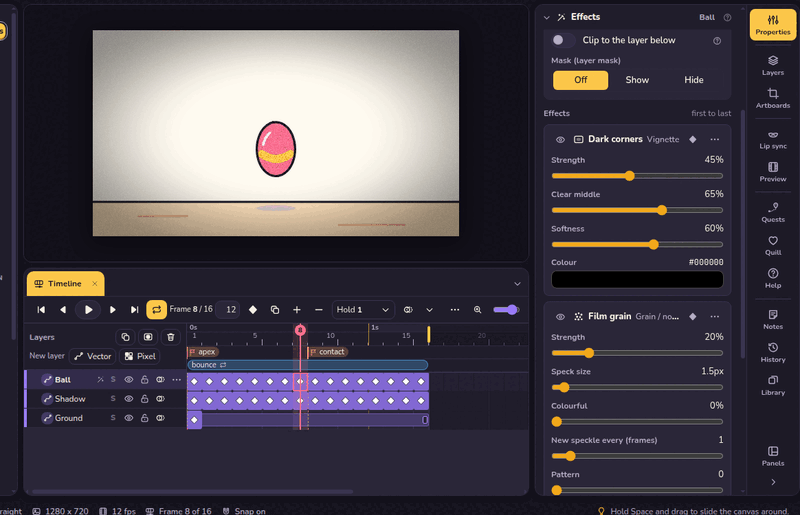 Effects Ball
Clip to the layer below
Mask (layer mask)
Off Show Hide
Effects first to last
Dark corners Vignette
Strength 45%
Clear middle 65%
Softness 60%
Colour #000000
Film grain Grain / no...
Strength 20%
Speck size 1.5px
Colourful 0%
New speckle every (frames) 1
Pattern 0
Properties
Layers
Artboards
Lip sync
Preview
Quests
Quill
Help
Notes
History
Library
Panels
Timeline
Frame 8 / 16 12 Hold 1
0s 1s
Layers 1 5 8 10 15 20
New layer Vector Pixel
apex contact
bounce
Ball S
Shadow S
Ground S
raight 1280 x 720 12 fps Frame 8 of 16 Snap on
Hold Space and drag to slide the canvas around.